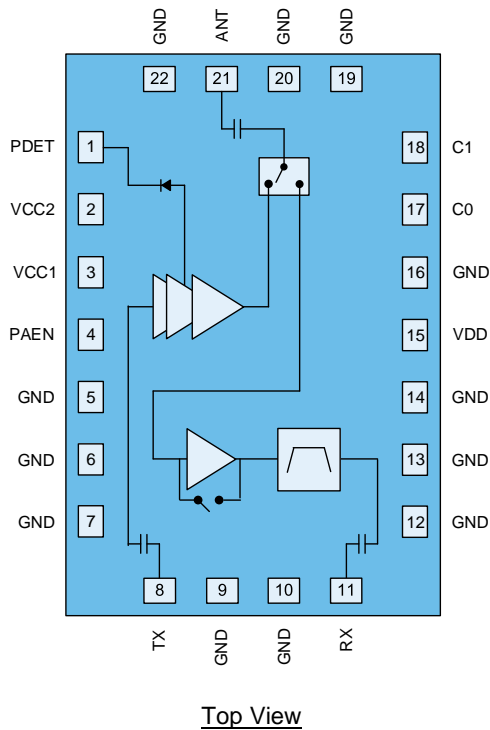 GND ANT GND GND
22 21 20 19
PDET 1 18 C1
VCC2 2 17 C0
VCC1 3 16 GND
PAEN 4 15 VDD
GND 5 14 GND
GND 6 13 GND
GND 7 12 GND
8 9 10 11
TX GND GND RX
Top View